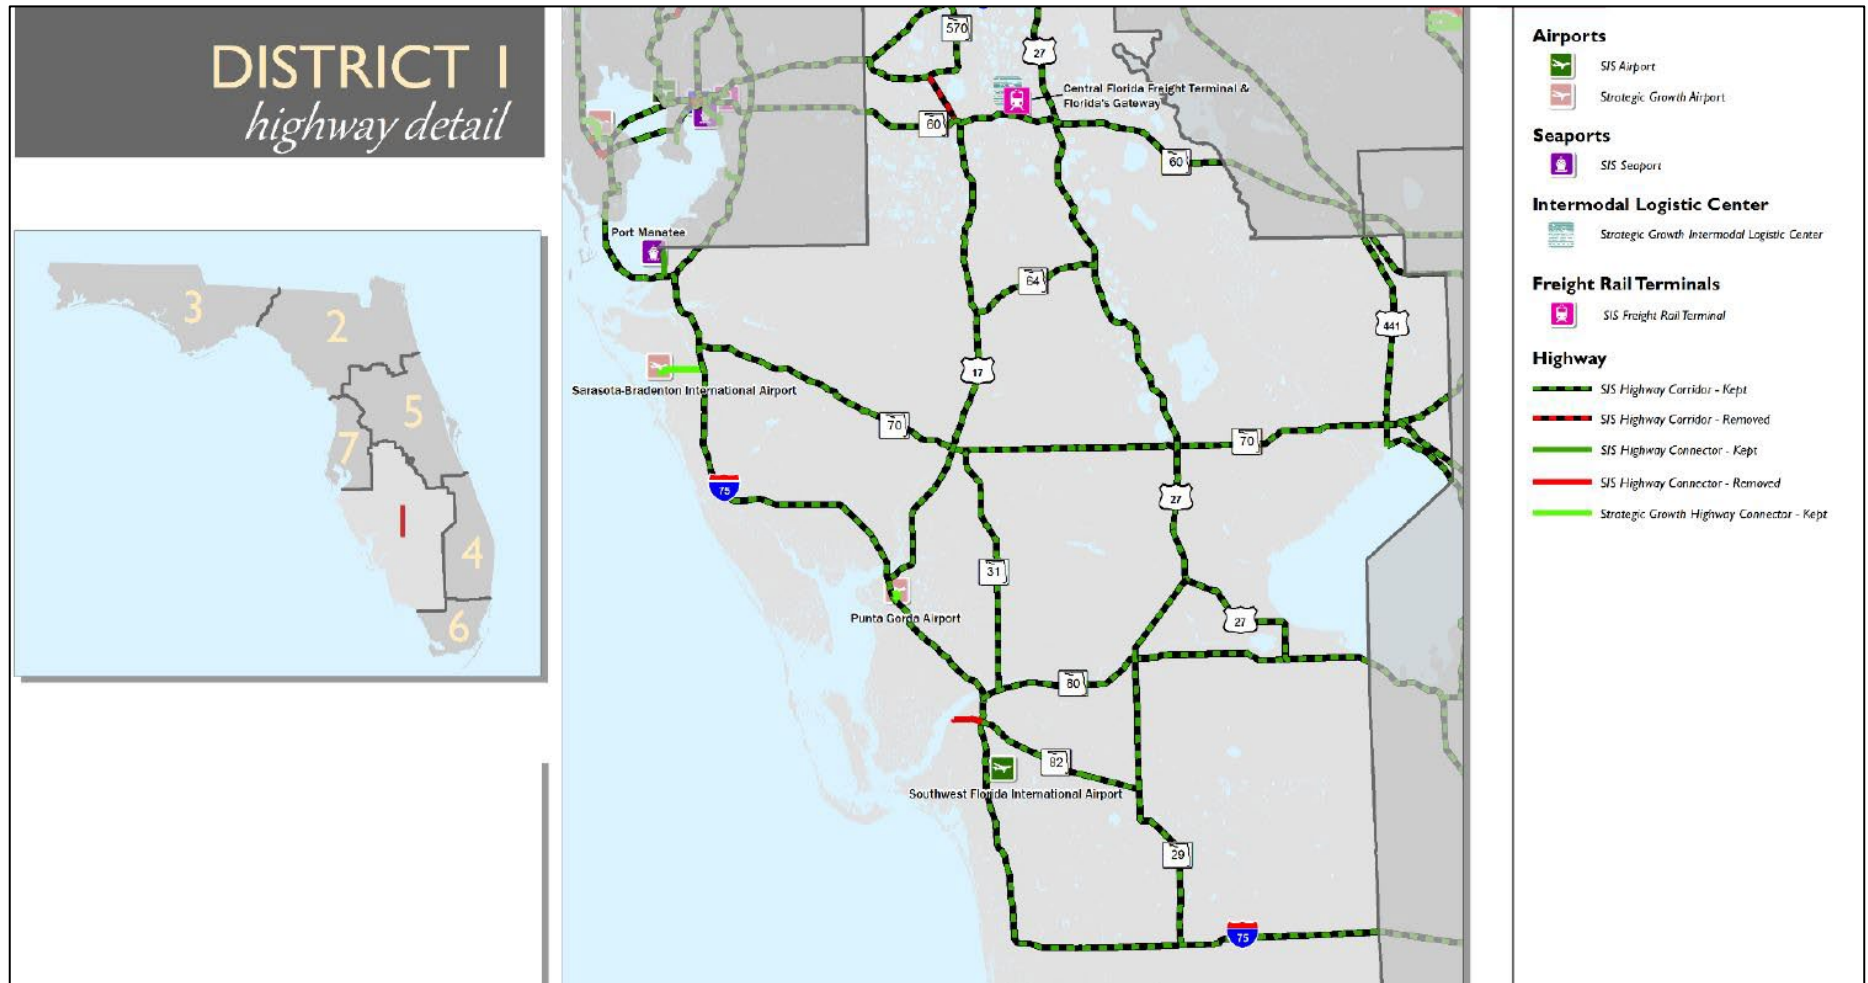 DISTRICT 1
highway detail
3
2
5
7
1
4
6
570
27
Central Florida Freight Terminal &
Florida's Gateway
60
60
Port Manatee
64
441
17
Sarasota-Bradenton International Airport
70
70
75
27
31
Punta Gorda Airport
27
80
82
Southwest Florida International Airport
29
75
Airports
SIS Airport
Strategic Growth Airport
Seaports
SIS Seaport
Intermodal Logistic Center
Strategic Growth Intermodal Logistic Center
Freight Rail Terminals
SIS Freight Rail Terminal
Highway
SIS Highway Corridor - Kept
SIS Highway Corridor - Removed
SIS Highway Connector - Kept
SIS Highway Connector - Removed
Strategic Growth Highway Connector - Kept